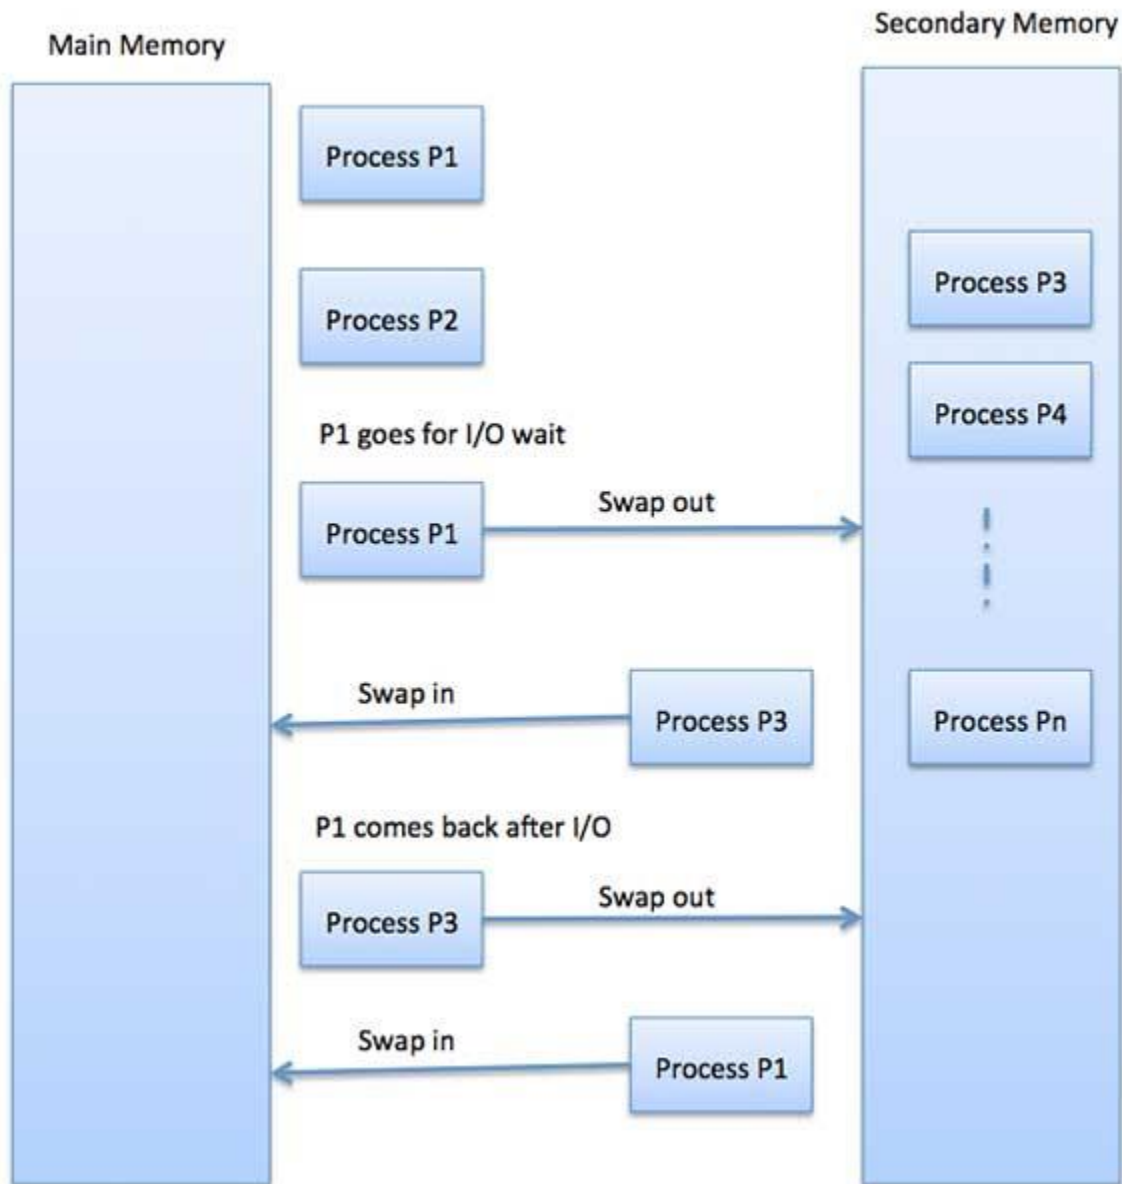 Main Memory
Secondary Memory
Process P1
Process P2
Process P3
Process P4
P1 goes for I/O wait
Process P1
Swap out
Swap in
Process P3
Process Pn
P1 comes back after I/O
Process P3
Swap out
Swap in
Process P1